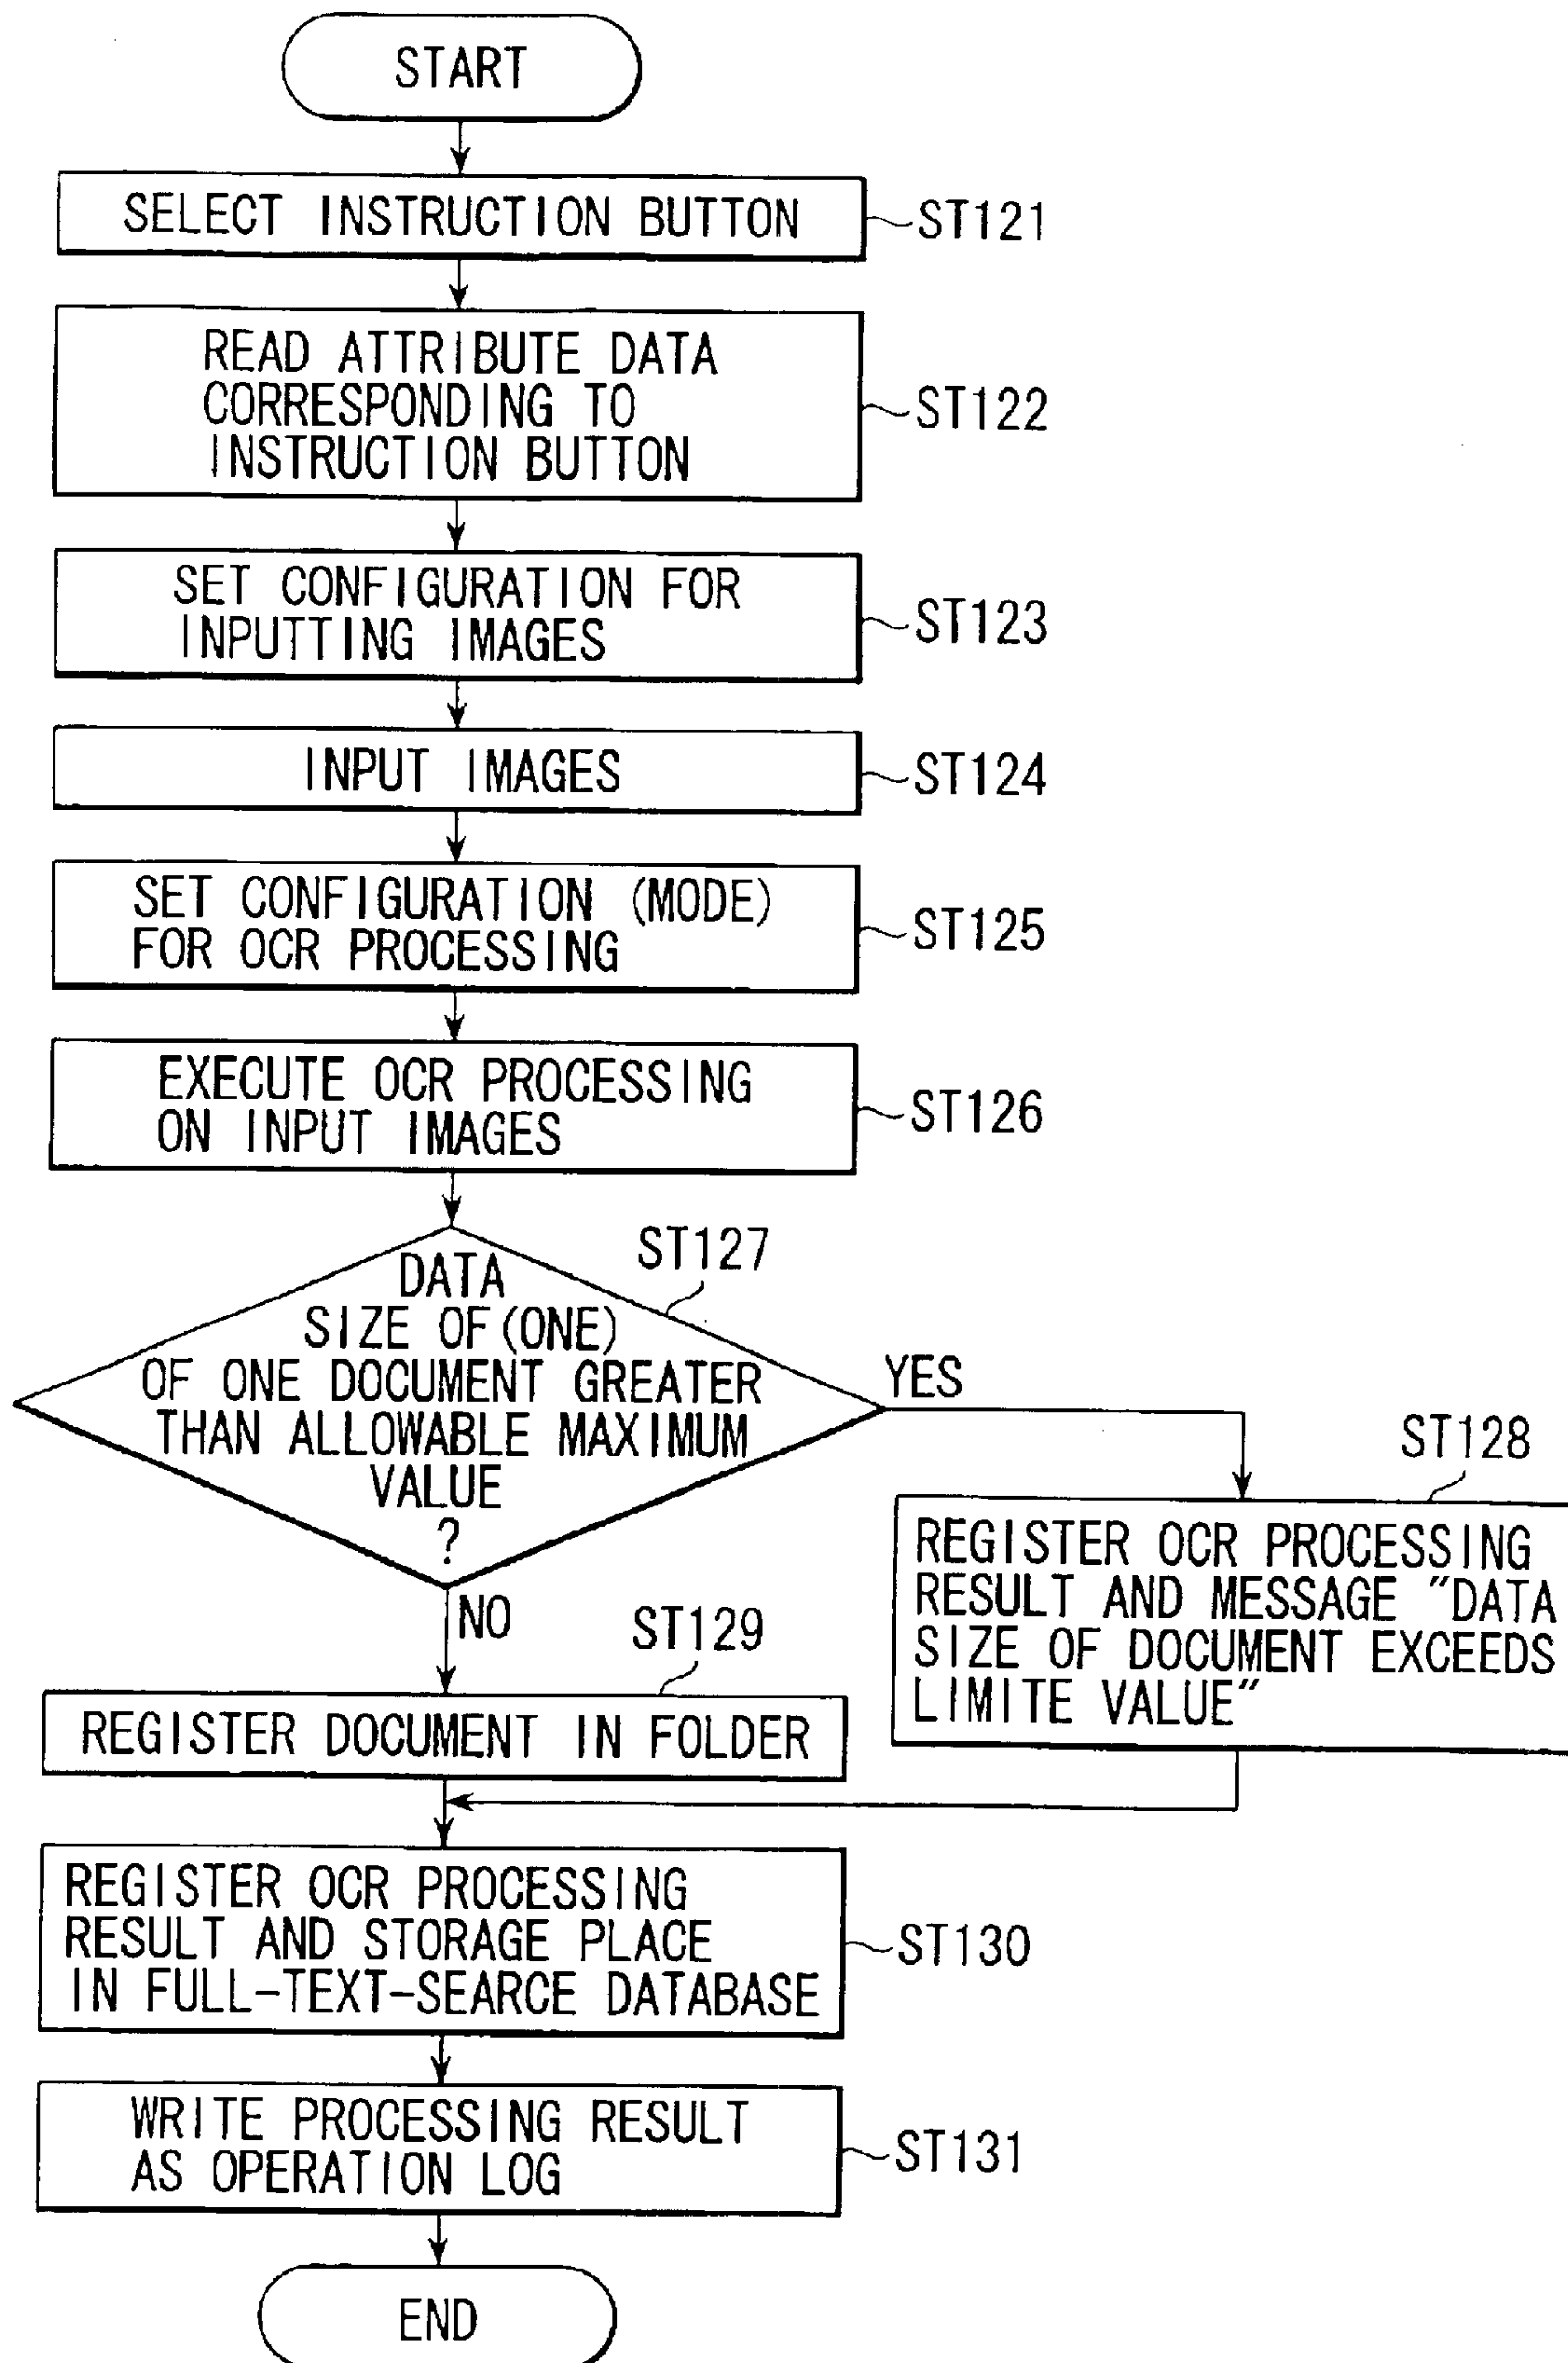 START
SELECT INSTRUCTION BUTTON
ST121
READ ATTRIBUTE DATA
CORRESPONDING TO
INSTRUCTION BUTTON
ST122
SET CONFIGURATION FOR
INPUTTING IMAGES
ST123
INPUT IMAGES
ST124
SET CONFIGURATION (MODE)
FOR OCR PROCESSING
ST125
EXECUTE OCR PROCESSING
ON INPUT IMAGES
ST126
ST127
DATA
SIZE OF (ONE)
OF ONE DOCUMENT GREATER
THAN ALLOWABLE MAXIMUM
VALUE
?
YES
ST128
REGISTER OCR PROCESSING
RESULT AND MESSAGE "DATA
SIZE OF DOCUMENT EXCEEDS
LIMITE VALUE"
NO
ST129
REGISTER DOCUMENT IN FOLDER
REGISTER OCR PROCESSING
RESULT AND STORAGE PLACE
IN FULL-TEXT-SEARCE DATABASE
ST130
WRITE PROCESSING RESULT
AS OPERATION LOG
ST131
END